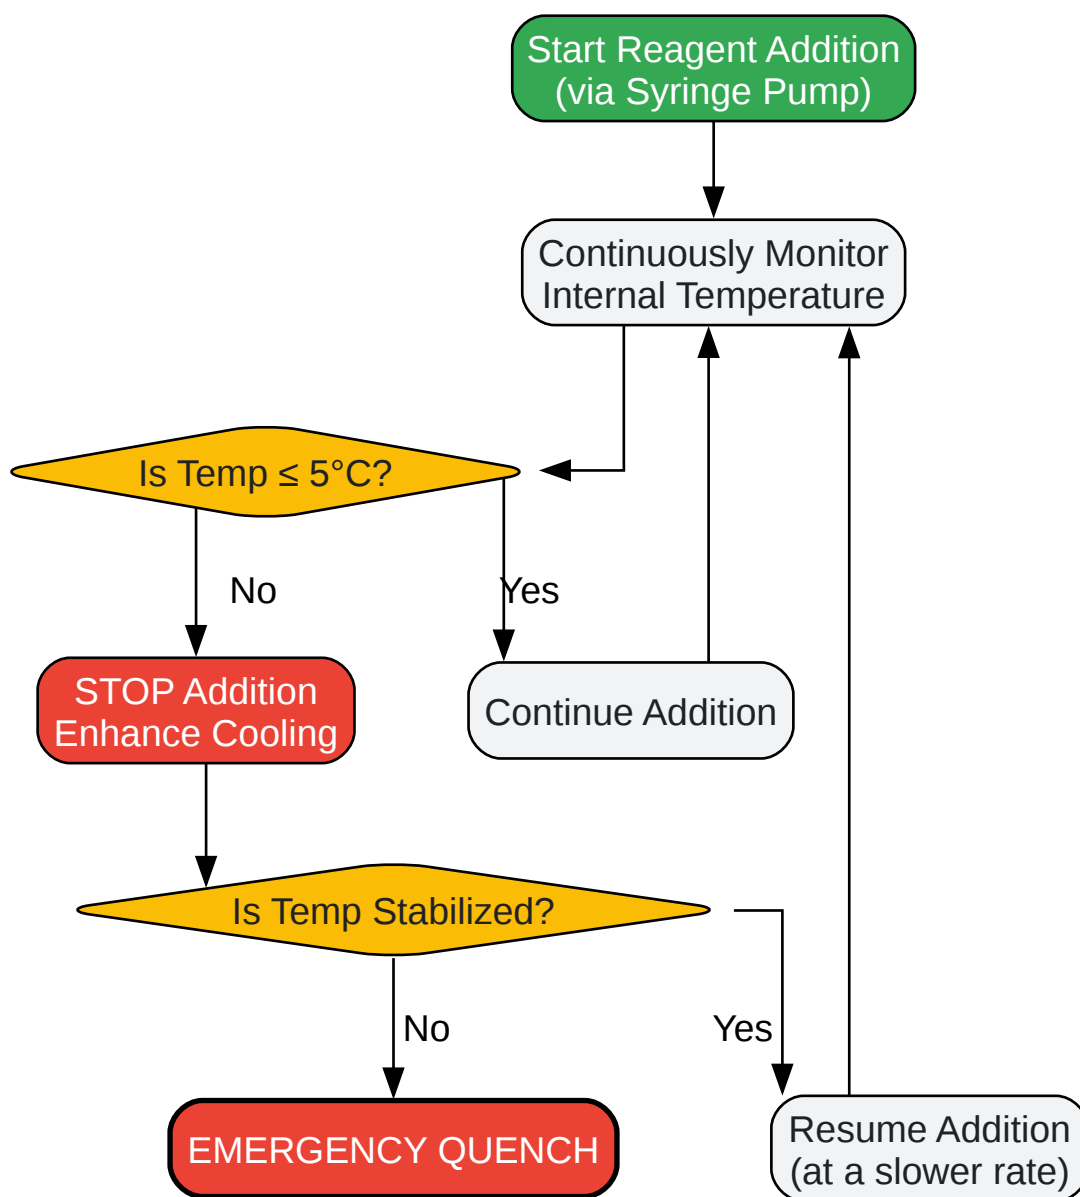 Start Reagent Addition
(via Syringe Pump)
Continuously Monitor
Internal Temperature
Is Temp ≤ 5°C?
No
Yes
STOP Addition
Enhance Cooling
Continue Addition
Is Temp Stabilized?
No
Yes
EMERGENCY QUENCH
Resume Addition
(at a slower rate)